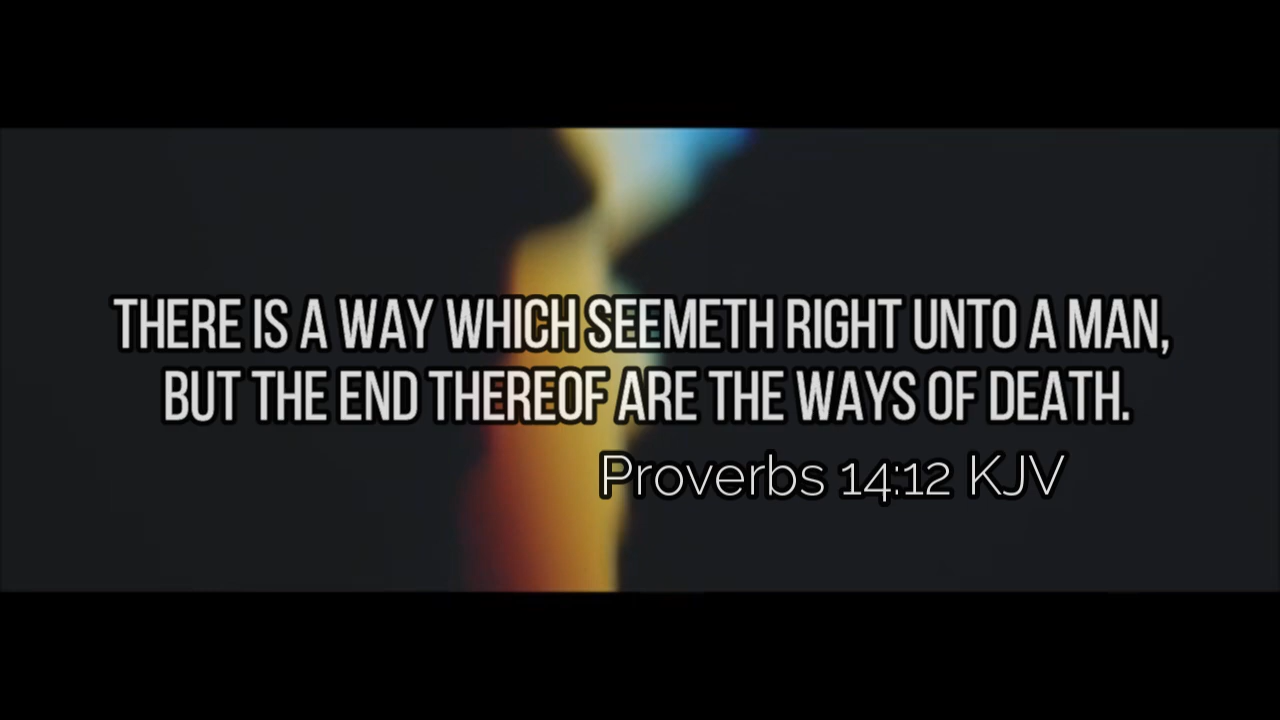 THERE IS A WAY WHICH SEEMETH RIGHT UNTO A MAN,
BUT THE END THEREOF ARE THE WAYS OF DEATH.
Proverbs 14:12 KJV